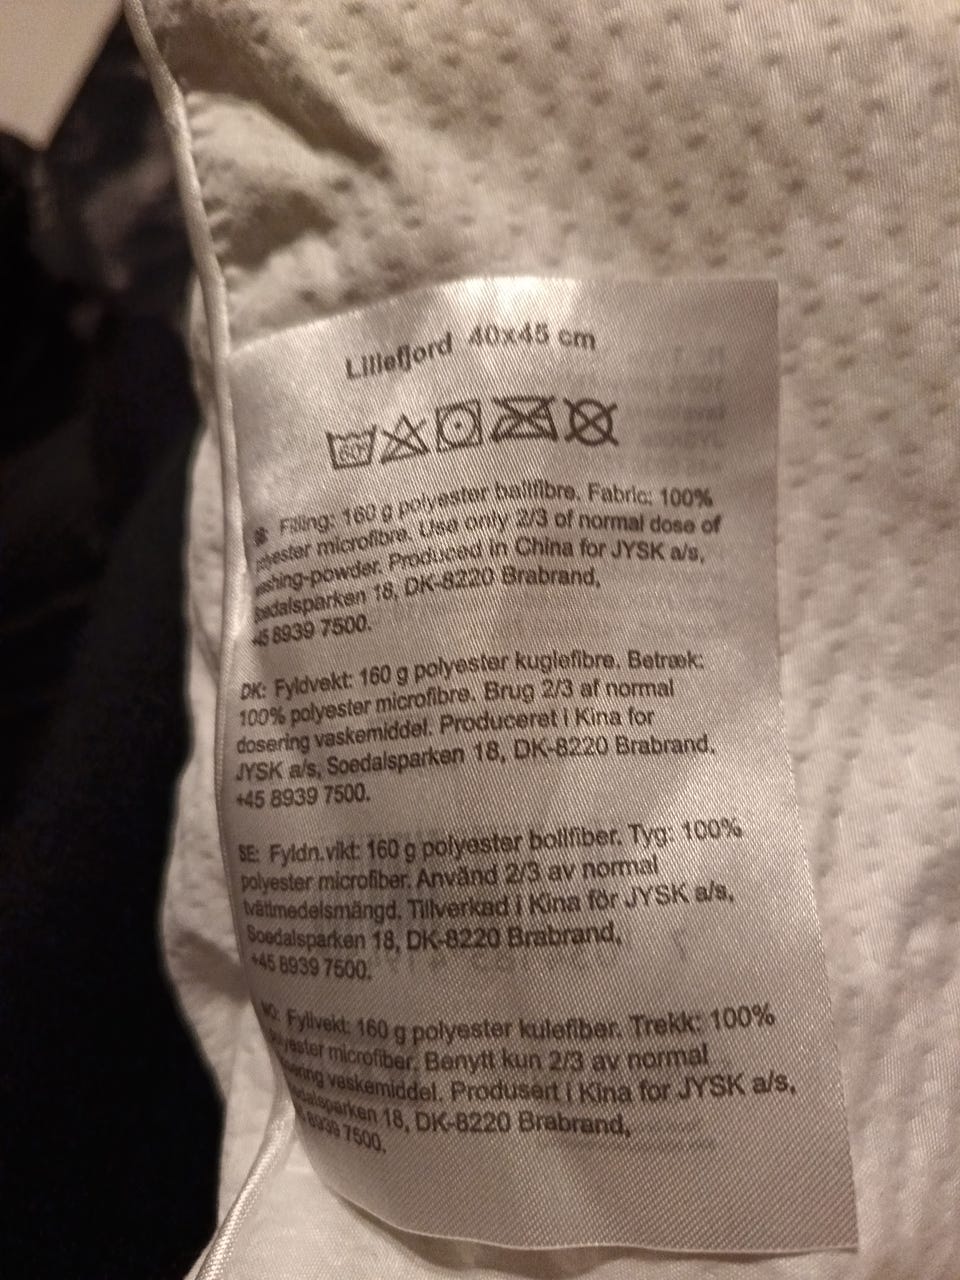 Lillefjord 40x45 cm
60
Filling: 160 g polyester ballfibre. Fabric: 100%
polyester microfibre. Use only 2/3 of normal dose of
washing-powder. Produced in China for JYSK a/s,
Soedalsparken 18, DK-8220 Brabrand,
+45 8939 7500.
DK: Fyldvekt: 160 g polyester kuglefibre. Betræk:
100% polyester microfibre. Brug 2/3 af normal
dosering vaskemiddel. Produceret i Kina for
JYSK a/s, Soedalsparken 18, DK-8220 Brabrand,
+45 8939 7500.
SE: Fyldn.vikt: 160 g polyester bollfiber. Tyg: 100%
polyester microfiber. Använd 2/3 av normal
tvättmedelsmängd. Tillverkad i Kina för JYSK a/s,
Soedalsparken 18, DK-8220 Brabrand,
+45 8939 7500.
NO: Fyllvekt: 160 g polyester kulefiber. Trekk: 100%
polyester microfiber. Benytt kun 2/3 av normal
dosering vaskemiddel. Produsert i Kina for JYSK a/s,
Soedalsparken 18, DK-8220 Brabrand,
8939 7500.